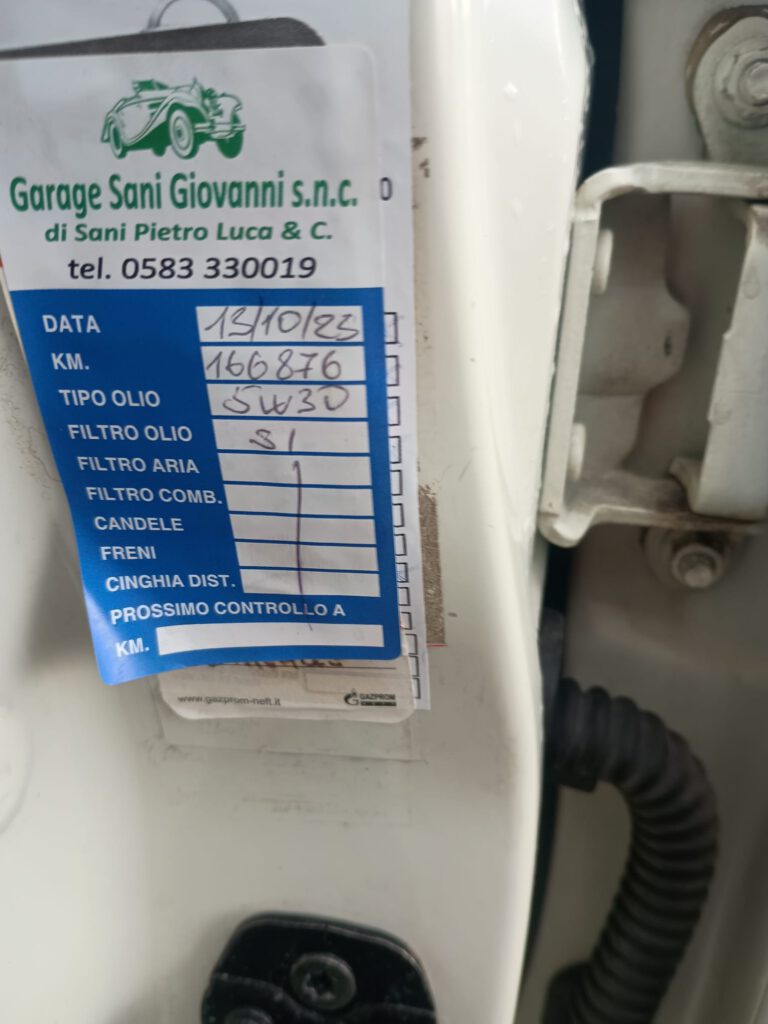 Garage Sani Giovanni s.n.c.
di Sani Pietro Luca & C.
tel. 0583 330019
DATA 13/10/23
KM. 166876
TIPO OLIO 5W30
FILTRO OLIO SI
FILTRO ARIA
FILTRO COMB.
CANDELE
FRENI
CINGHIA DIST.
PROSSIMO CONTROLLO A
KM.
www.gazprom-neft.it
GAZPROM